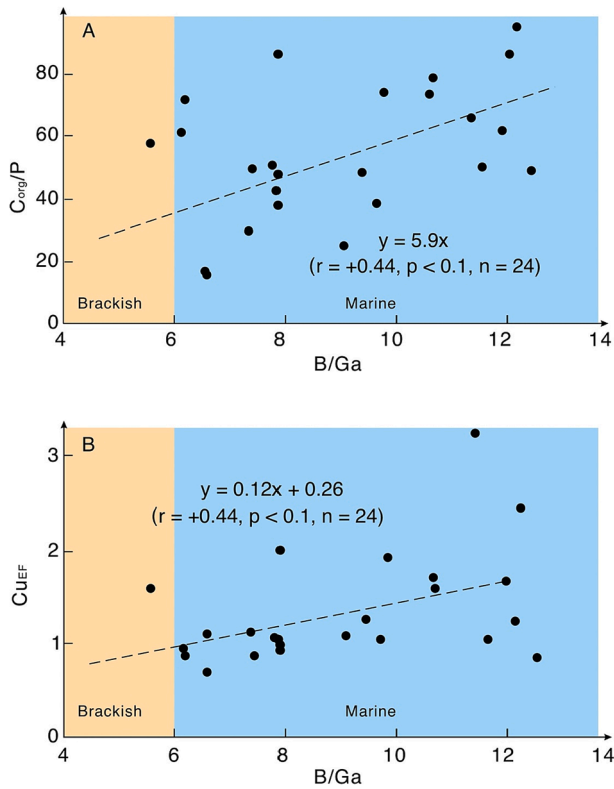 A
80
60
40
20
0
Corg/P
y = 5.9x
(r = +0.44, p < 0.1, n = 24)
Brackish
Marine
4 6 8 10 12 14
B/Ga
B
3
2
1
0
CuEF
y = 0.12x + 0.26
(r = +0.44, p < 0.1, n = 24)
Brackish
Marine
4 6 8 10 12 14
B/Ga